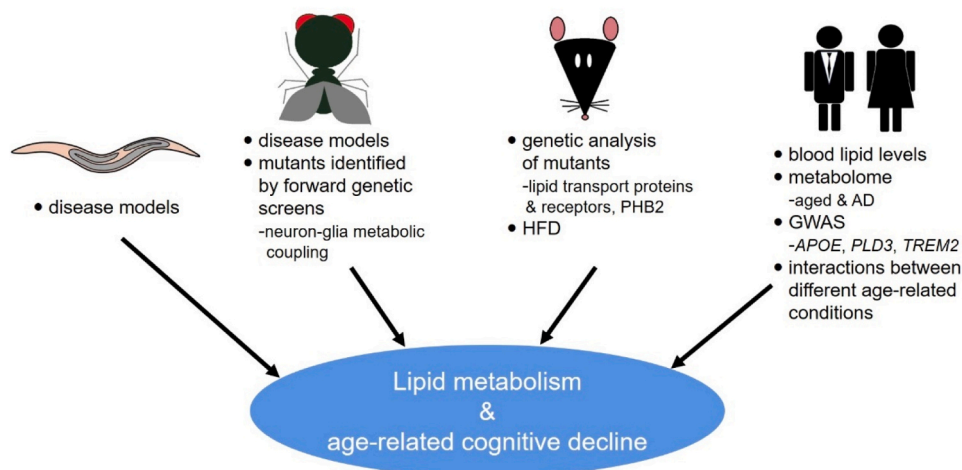 • disease models
• disease models
• mutants identified
by forward genetic
screens
-neuron-glia metabolic
coupling
• genetic analysis
of mutants
-lipid transport proteins
& receptors, PHB2
• HFD
• blood lipid levels
• metabolome
-aged & AD
• GWAS
-APOE, PLD3, TREM2
• interactions between
different age-related
conditions
Lipid metabolism
&
age-related cognitive decline